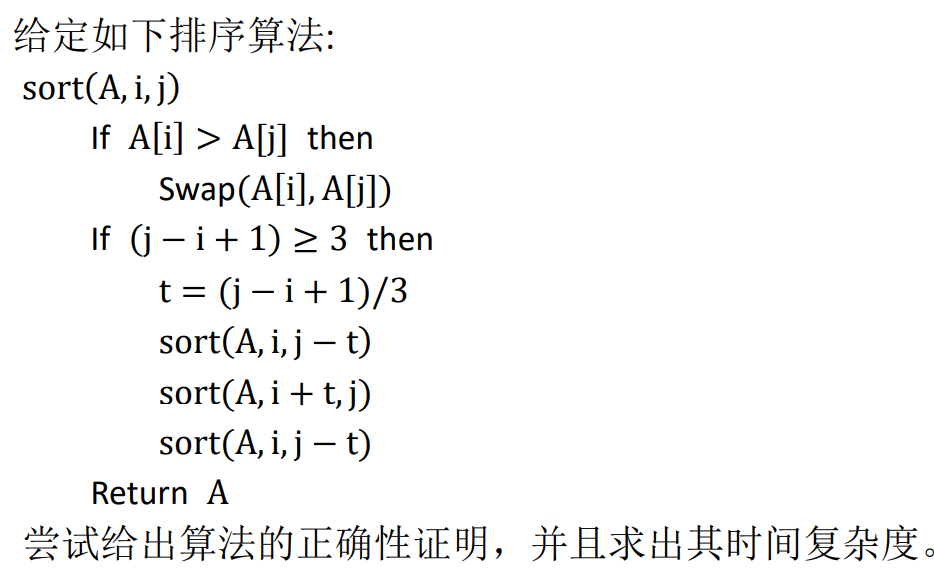 给定如下排序算法:
sort(A, i, j)
If A[i] > A[j] then
Swap(A[i], A[j])
If (j − i + 1) ≥ 3 then
t = (j − i + 1)/3
sort(A, i, j − t)
sort(A, i + t, j)
sort(A, i, j − t)
Return A
尝试给出算法的正确性证明，并且求出其时间复杂度。